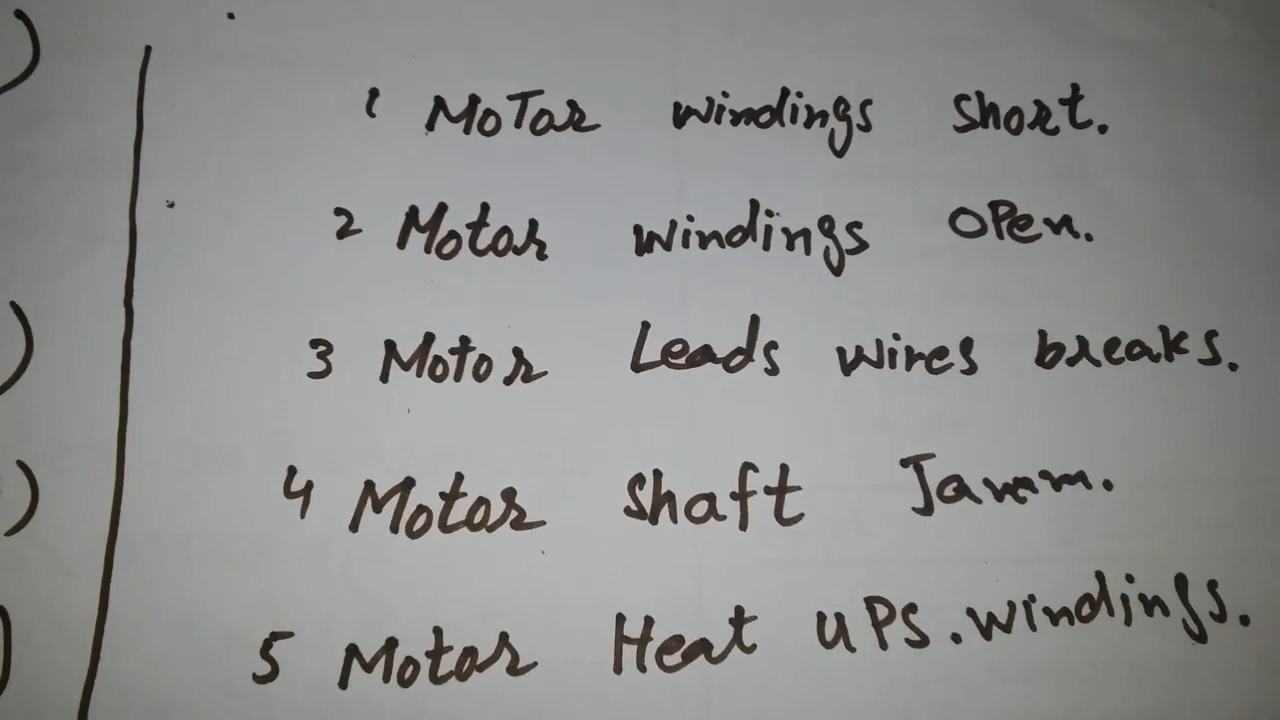 1 MoTor windings short.
2 Motor windings OPen.
3 Motor Leads wires breaks.
4 Motor shaft Jamm.
5 Motor Heat UPS. windings.